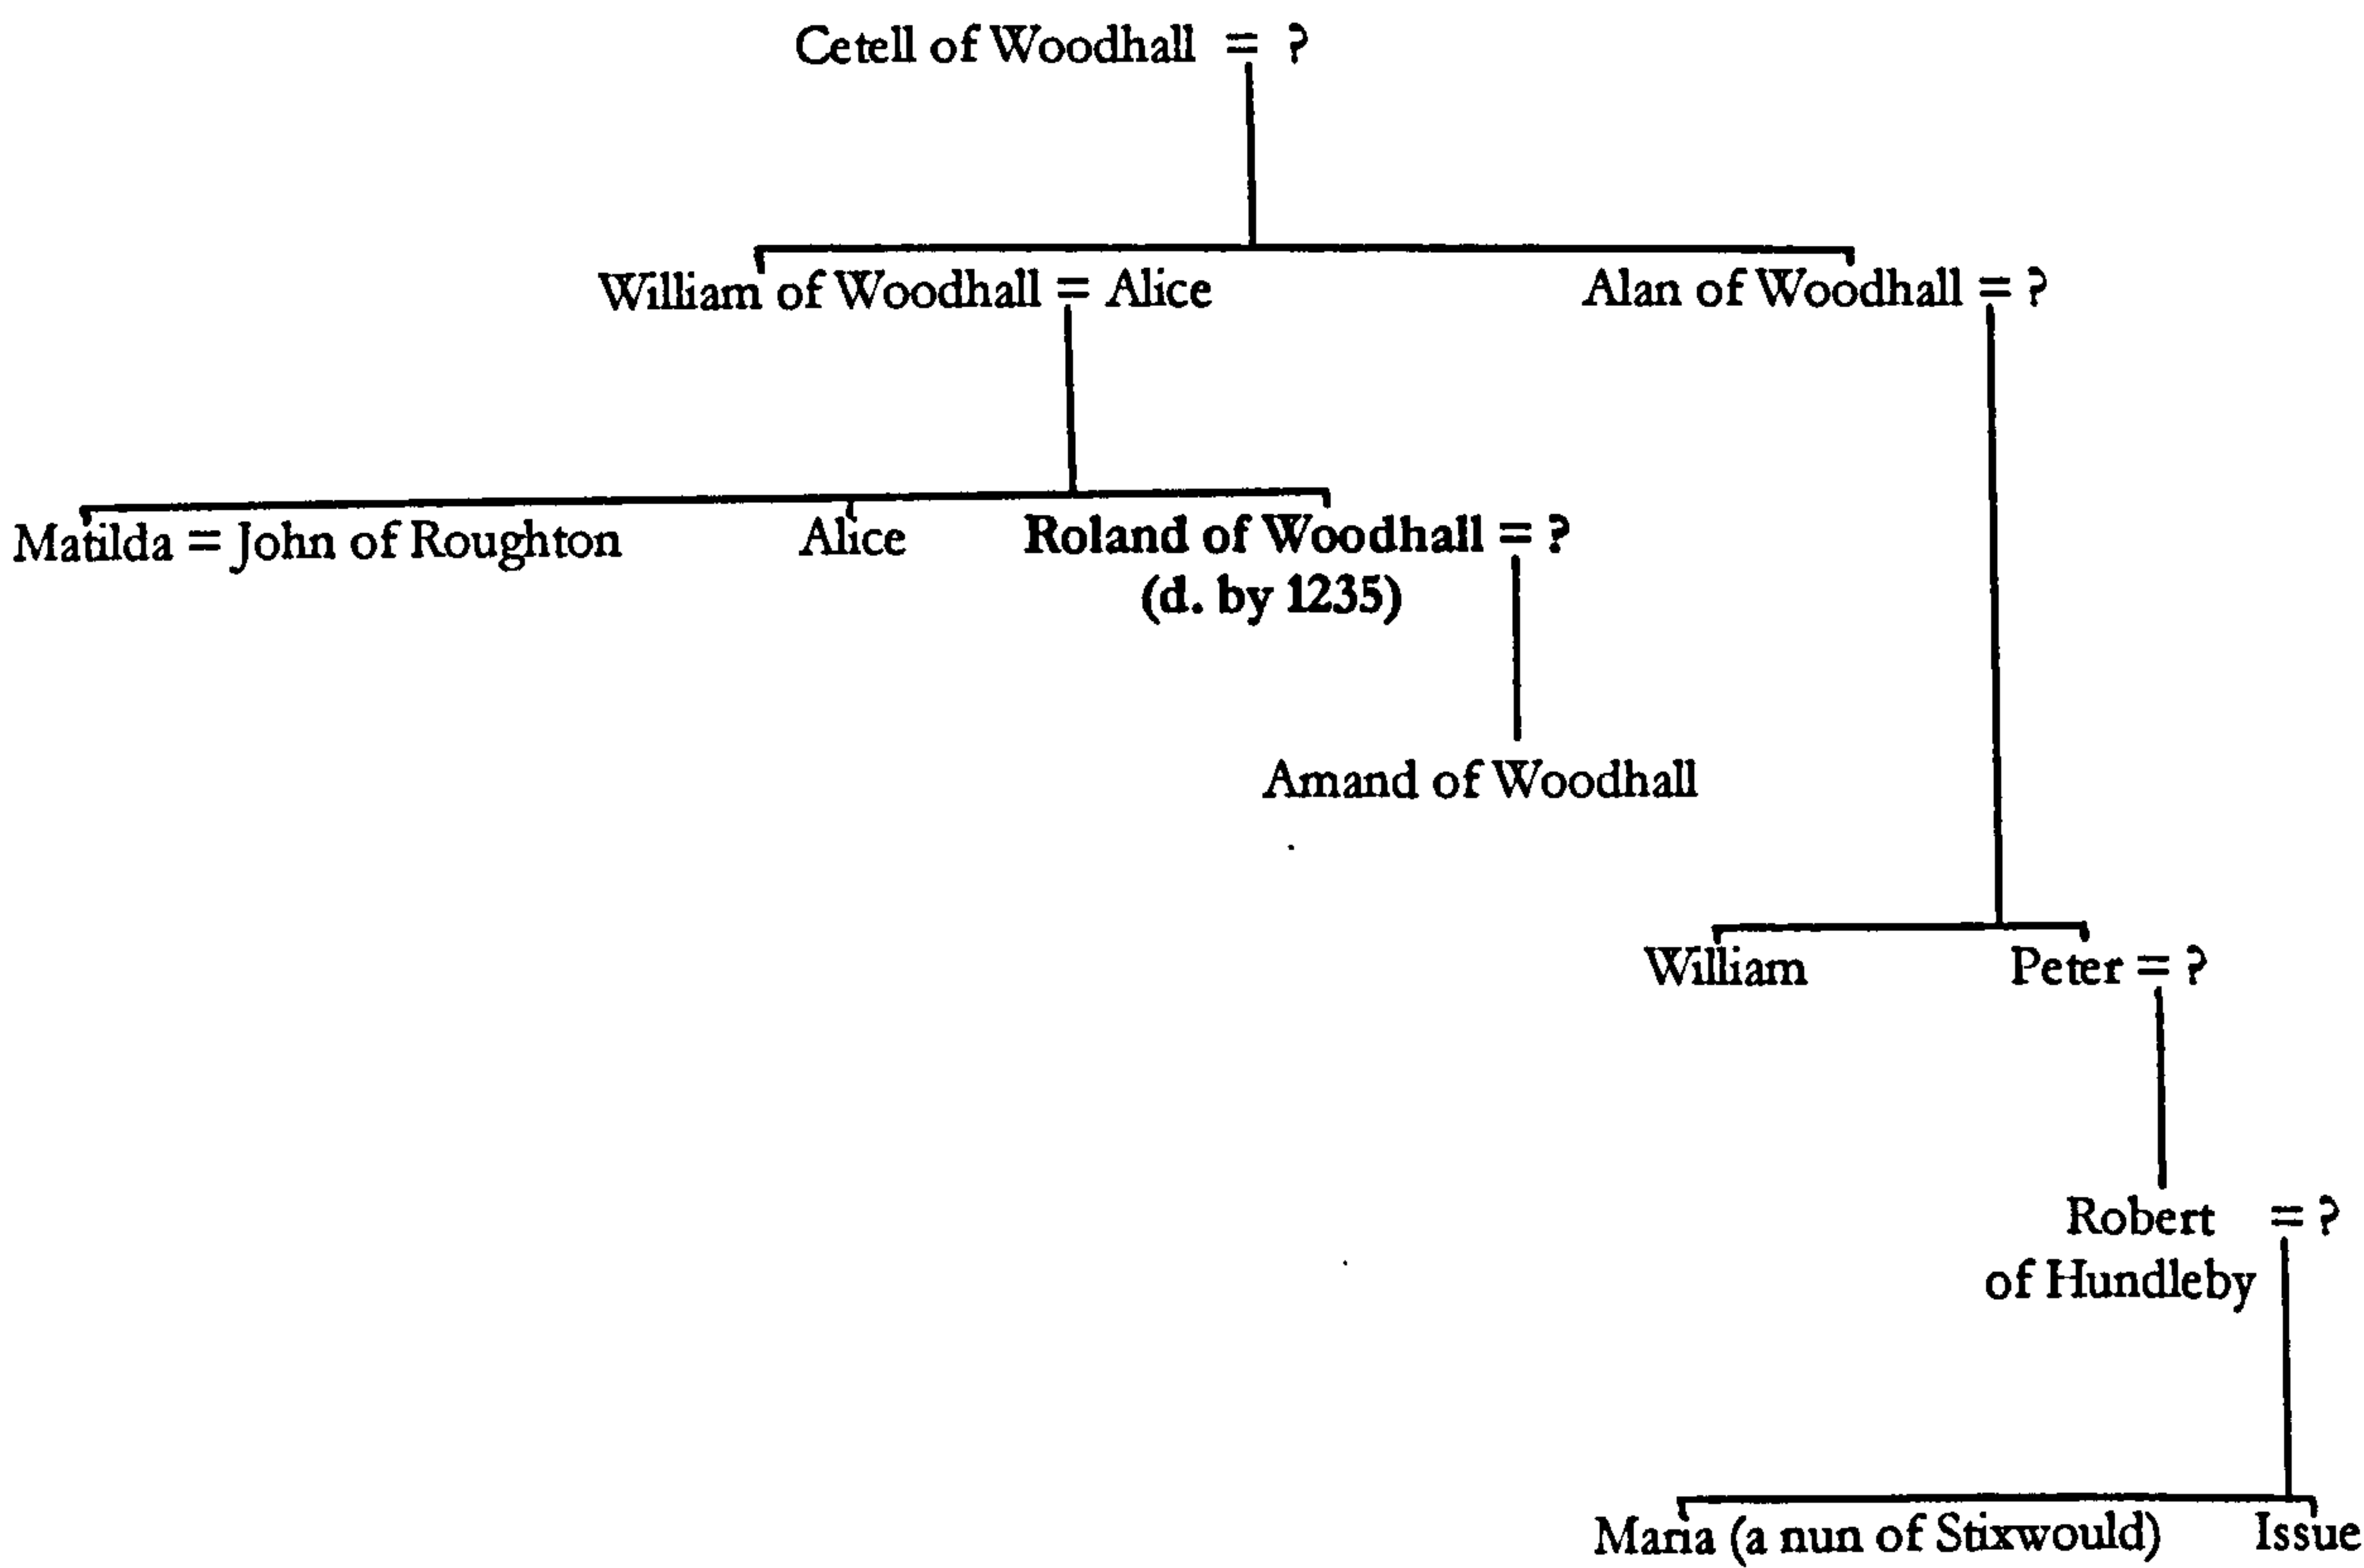 Cetell of Woodhall = ?
William of Woodhall = Alice Alan of Woodhall = ?
Matilda = John of Roughton Alice Roland of Woodhall = ?
(d. by 1235)
Amand of Woodhall
William Peter = ?
Robert = ?
of Hundleby
Maria (a nun of Stixwould) Issue